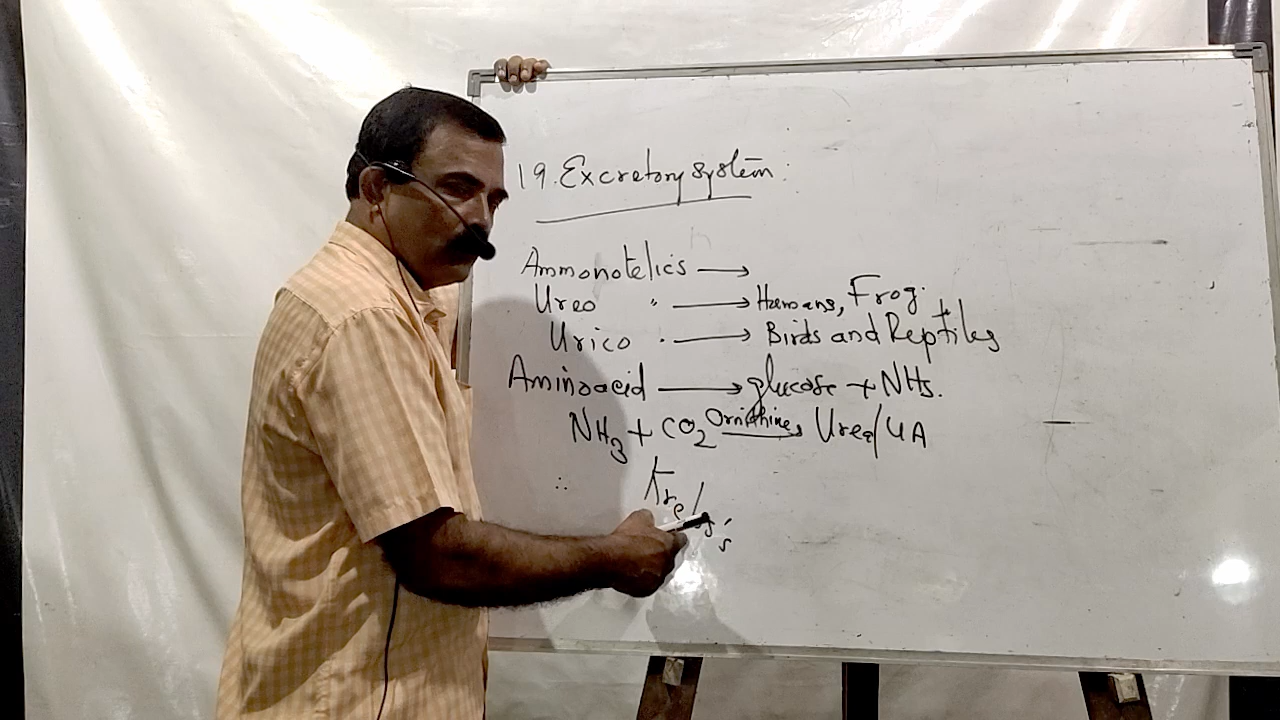 19. Excretory system:
Ammonotelics →
Ureo " → Humans, Frog.
Urico . → Birds and Reptiles
Aminoacid → glucose + NH3.
NH3 + CO2 Ornithine → Urea/UA
∴